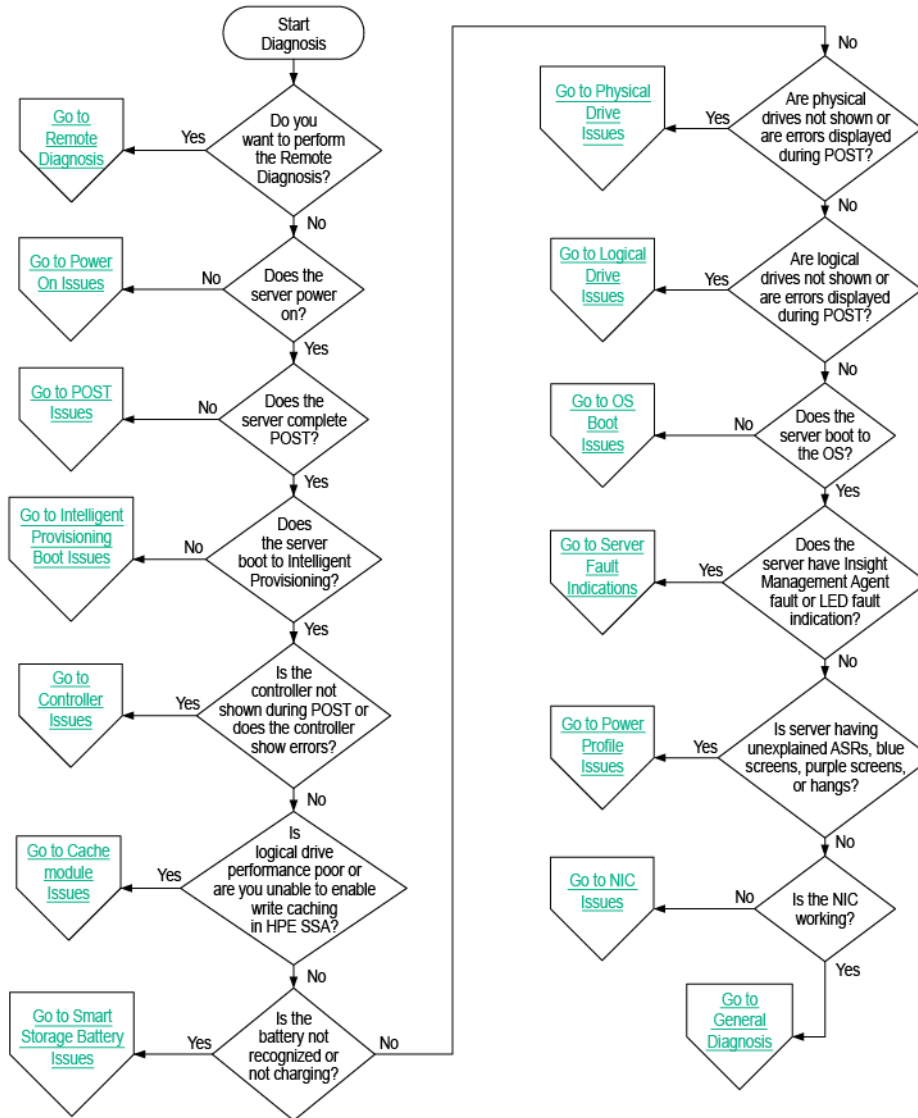 Start
Diagnosis
Do you
want to perform
the Remote
Diagnosis?
Yes
Go to
Remote
Diagnosis
No
Does the
server power
on?
No
Go to Power
On Issues
Yes
Does the
server complete
POST?
No
Go to POST
Issues
Yes
Does
the server
boot to Intelligent
Provisioning?
No
Go to Intelligent
Provisioning
Boot Issues
Yes
Is the
controller not
shown during POST or
does the controller
show errors?
Yes
Go to
Controller
Issues
No
Is
logical drive
performance poor or
are you unable to enable
write caching
in HPE SSA?
Yes
Go to Cache
module
Issues
No
Is the
battery not
recognized or
not charging?
Yes
Go to Smart
Storage Battery
Issues
No
No
Are physical
drives not shown or
are errors displayed
during POST?
Yes
Go to Physical
Drive
Issues
No
Are logical
drives not shown or
are errors displayed
during POST?
Yes
Go to Logical
Drive
Issues
No
Does the
server boot to
the OS?
No
Go to OS
Boot
Issues
Yes
Does the
server have Insight
Management Agent
fault or LED fault
indication?
Yes
Go to Server
Fault
Indications
No
Is server having
unexplained ASRs, blue
screens, purple screens,
or hangs?
Yes
Go to Power
Profile
Issues
No
Is the NIC
working?
No
Go to NIC
Issues
Yes
Go to
General
Diagnosis